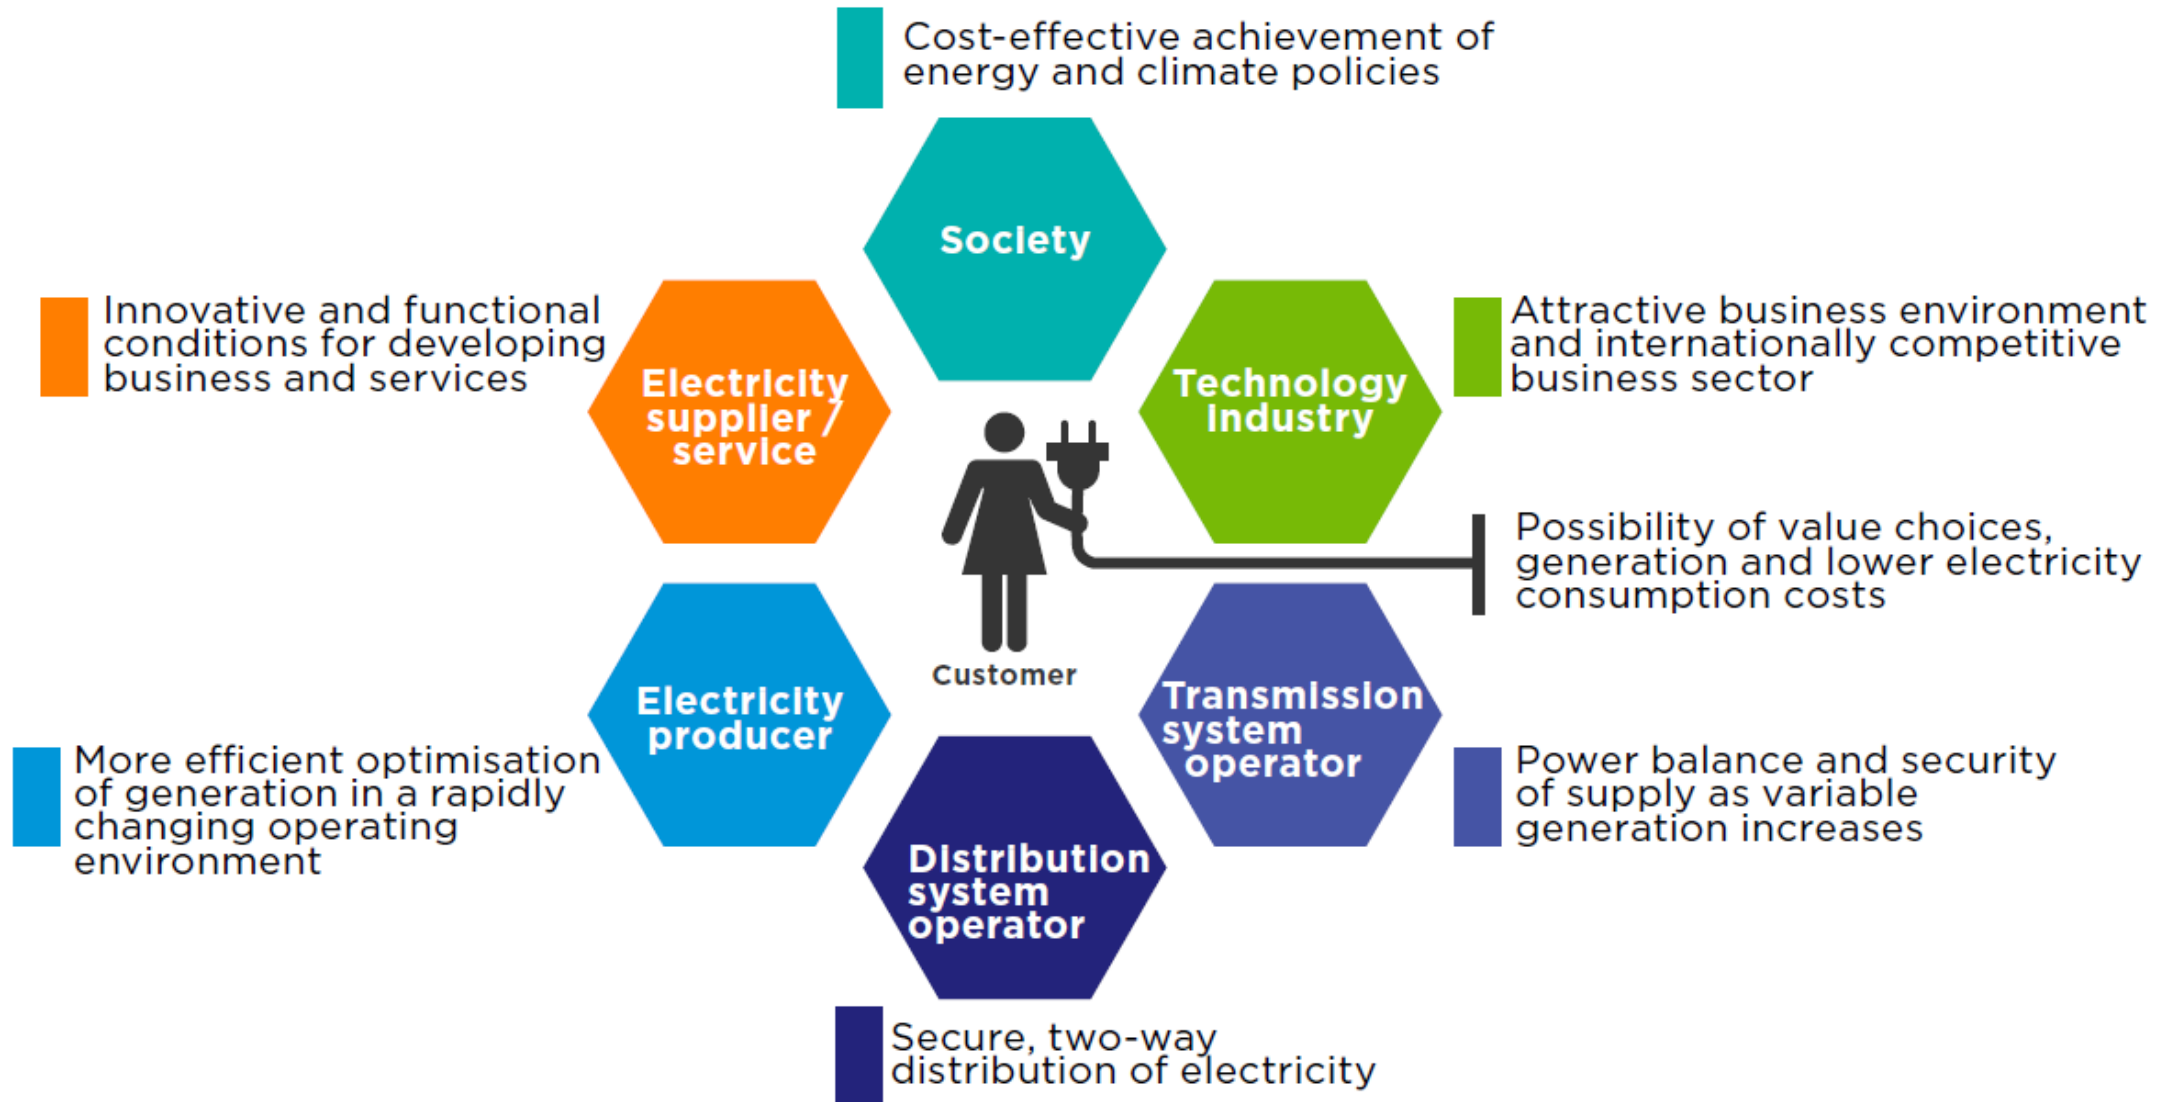 Cost-effective achievement of
energy and climate policies
Society
Innovative and functional
conditions for developing
business and services
Electricity
supplier /
service
Technology
industry
Attractive business environment
and internationally competitive
business sector
Possibility of value choices,
generation and lower electricity
consumption costs
Customer
Electricity
producer
More efficient optimisation
of generation in a rapidly
changing operating
environment
Transmission
system
operator
Power balance and security
of supply as variable
generation increases
Distribution
system
operator
Secure, two-way
distribution of electricity